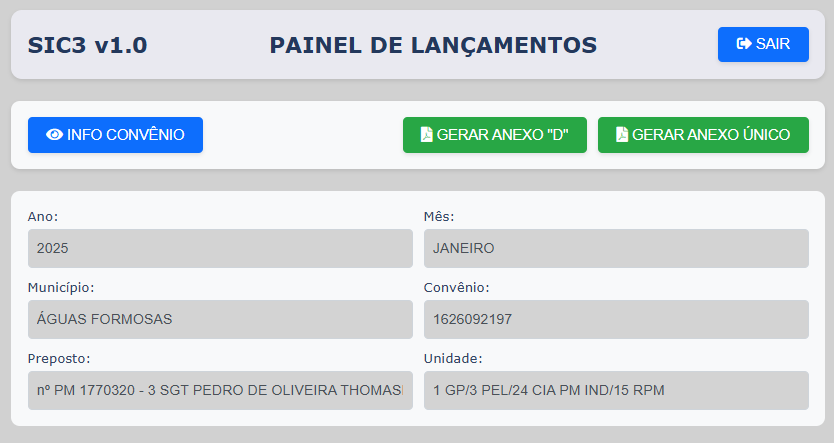 SIC3 v1.0 PAINEL DE LANÇAMENTOS SAIR
INFO CONVÊNIO GERAR ANEXO "D" GERAR ANEXO ÚNICO
Ano: Mês:
2025 JANEIRO
Município: Convênio:
ÁGUAS FORMOSAS 1626092197
Preposto: Unidade:
nº PM 1770320 - 3 SGT PEDRO DE OLIVEIRA THOMAS 1 GP/3 PEL/24 CIA PM IND/15 RPM